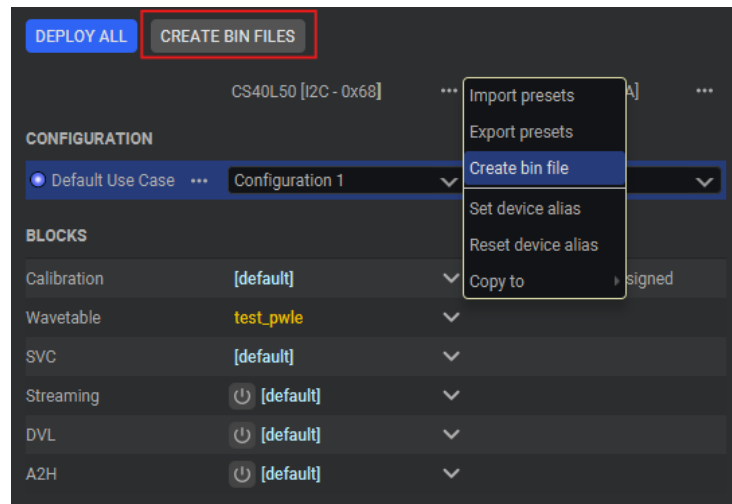 DEPLOY ALL CREATE BIN FILES
CS40L50 [I2C - 0x68] ••• A] •••
Import presets
Export presets
Create bin file
Set device alias
Reset device alias
Copy to
CONFIGURATION
Default Use Case ••• Configuration 1
BLOCKS
Calibration [default] signed
Wavetable test_pwle
SVC [default]
Streaming [default]
DVL [default]
A2H [default]